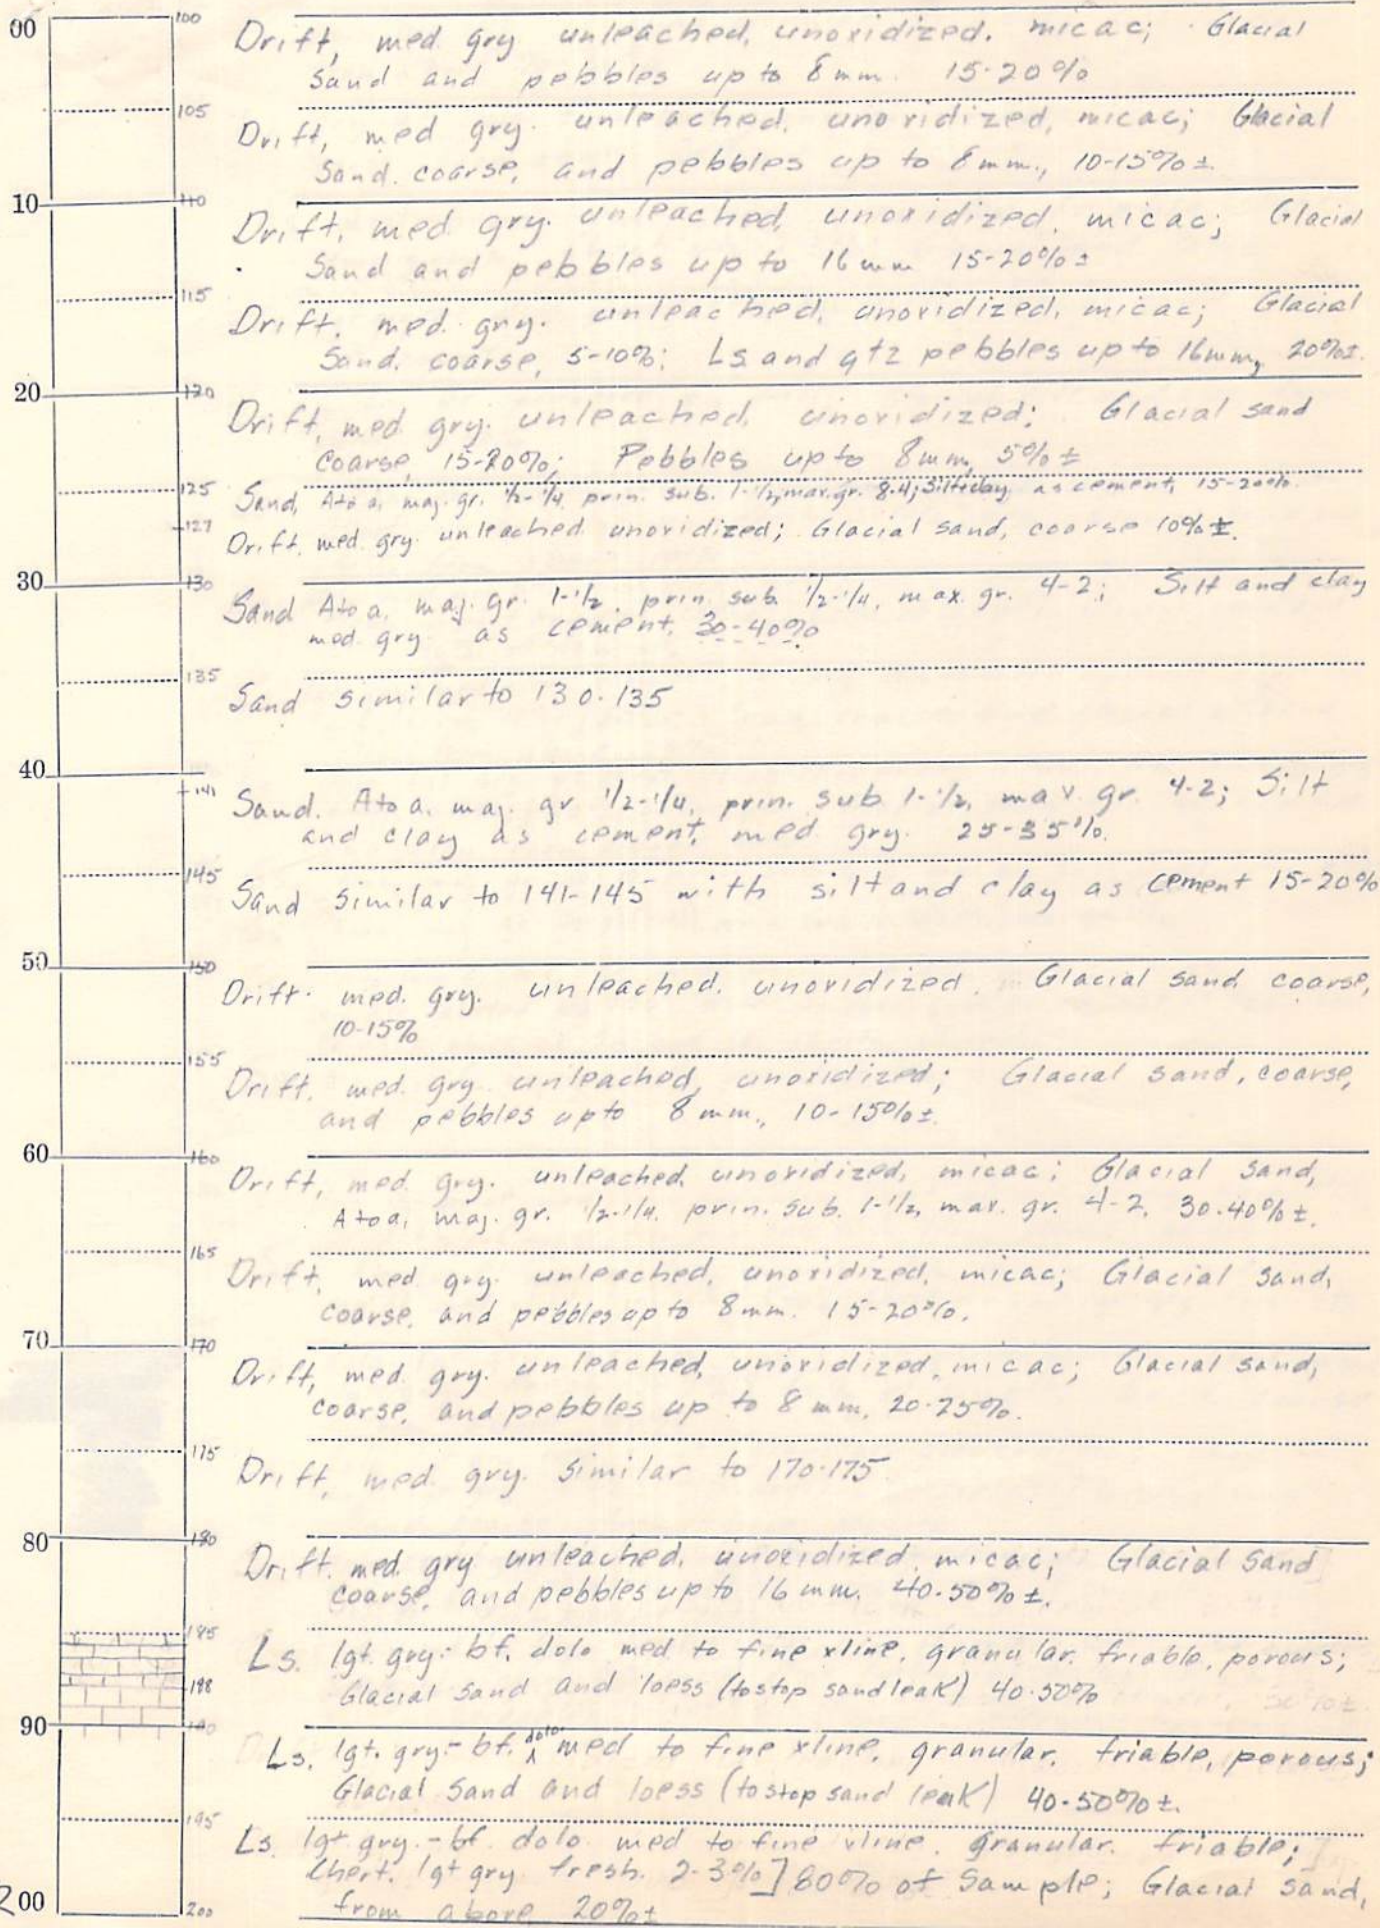 00 100
Drift, med gry unleached, unoxidized, micac; Glacial
Sand and pebbles up to 8mm. 15-20%
105
Drift, med gry. unleached, unoxidized, micac; Glacial
Sand, coarse, and pebbles up to 8mm., 10-15% ±.
10 110
Drift, med. gry. unleached, unoxidized, micac; Glacial
Sand and pebbles up to 16mm 15-20% ±
115
Drift, med. gry. unleached, unoxidized, micac; Glacial
Sand, coarse, 5-10%; Ls and qtz pebbles up to 16mm, 20%±.
20 120
Drift, med. gry. unleached, unoxidized; Glacial sand
coarse, 15-20%; Pebbles up to 8mm, 5% ±
125 Sand, A to a, maj. gr. 1/2-1/4, prin. sub. 1-1/2, max. gr. 8-4; Silt & clay as cement, 15-20%.
127 Drift, med. gry. unleached unoxidized; Glacial sand, coarse 10% ±.
30 130
Sand A to a, maj. gr. 1-1/2, prin. sub. 1/2-1/4, max. gr. 4-2; Silt and clay
med gry as cement, 30-40%
135
Sand similar to 130-135
40
141 Sand. A to a. maj. gr 1/2-1/4, prin. sub 1-1/2, max. gr. 4-2; Silt
and clay as cement, med gry. 25-35%.
145
Sand similar to 141-145 with silt and clay as cement 15-20%
50 150
Drift. med. gry. unleached, unoxidized. Glacial sand coarse,
10-15%
155
Drift, med. gry unleached, unoxidized; Glacial sand, coarse,
and pebbles up to 8mm., 10-15% ±.
60 160
Drift, med. gry. unleached, unoxidized, micac; Glacial sand,
A to a, maj. gr. 1/2-1/4, prin. sub. 1-1/2, max. gr. 4-2, 30-40% ±.
165
Drift, med gry. unleached, unoxidized, micac; Glacial sand,
coarse, and pebbles up to 8mm. 15-20%.
70 170
Drift, med. gry. unleached, unoxidized, micac; Glacial sand,
coarse, and pebbles up to 8mm, 20-25%.
175
Drift, med. gry. similar to 170-175
80 180
Drift. med. gry unleached, unoxidized, micac; Glacial sand
coarse, and pebbles up to 16 mm. 40-50% ±.
185
Ls. lgt. gry.-bf. dolo med to fine xline, granular, friable, porous;
188 Glacial sand and loess (to stop sand leak) 40-50%
90 190
Ls. lgt. gry.-bf. dolo. med to fine xline, granular, friable, porous;
Glacial sand and loess (to stop sand leak) 40-50% ±.
195
Ls. lgt gry.-bf. dolo med to fine xline. granular. friable;
Chert. lgt gry fresh. 2-3%] 80% of Sample; Glacial sand,
200 200 from above 20% ±